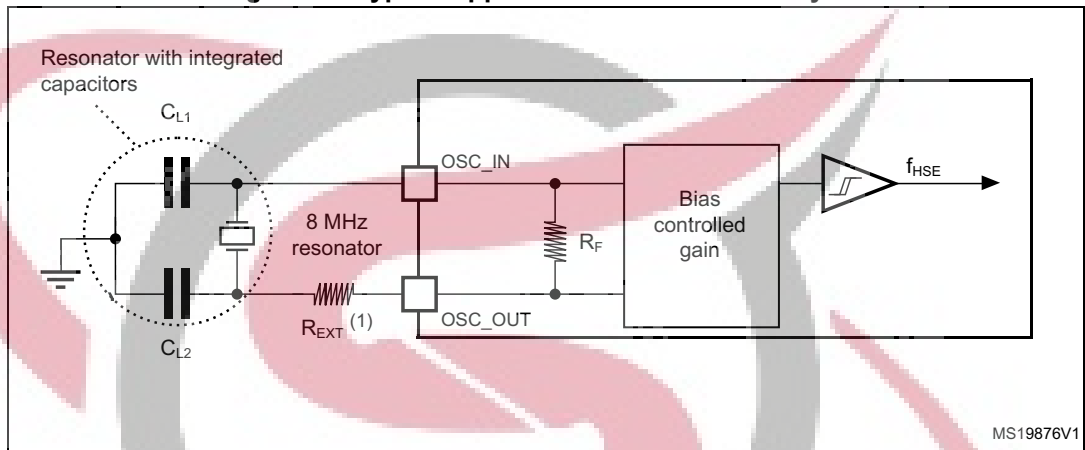 Resonator with integrated
capacitors
CL1
OSC_IN
fHSE
8 MHz
resonator
RF
Bias
controlled
gain
REXT (1)
OSC_OUT
CL2
MS19876V1